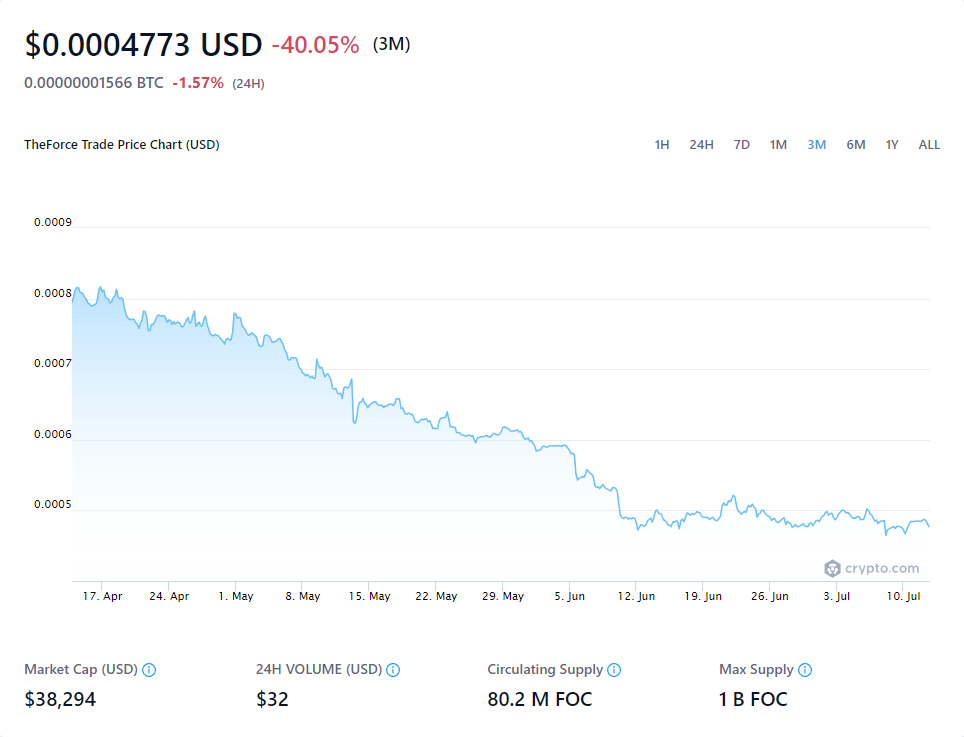 $0.0004773 USD -40.05% (3M)
0.00000001566 BTC -1.57% (24H)
TheForce Trade Price Chart (USD) 1H 24H 7D 1M 3M 6M 1Y ALL
0.0009
0.0008
0.0007
0.0006
0.0005
crypto.com
17. Apr 24. Apr 1. May 8. May 15. May 22. May 29. May 5. Jun 12. Jun 19. Jun 26. Jun 3. Jul 10. Jul
Market Cap (USD) 24H VOLUME (USD) Circulating Supply Max Supply
$38,294 $32 80.2 M FOC 1 B FOC